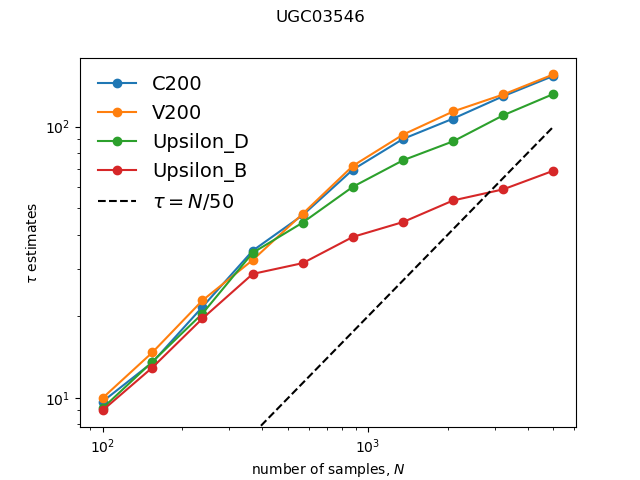 UGC03546
C200
V200
Upsilon_D
Upsilon_B
τ = N/50
τ estimates
10²
10¹
10²
10³
number of samples, N